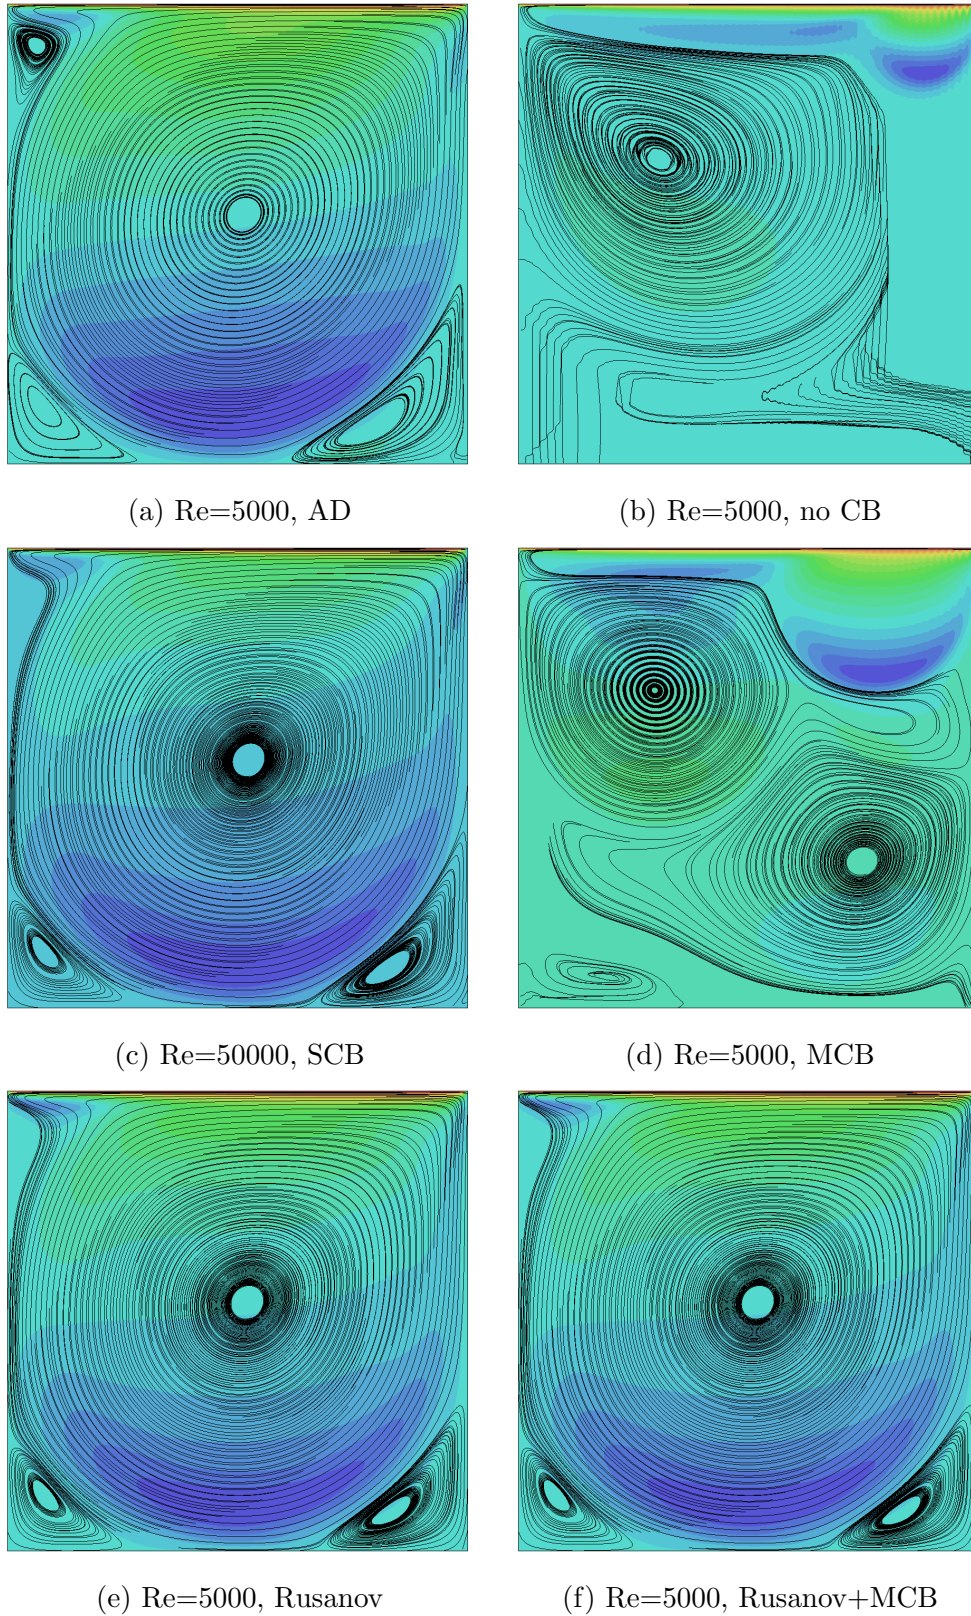 (a) Re=5000, AD
(b) Re=5000, no CB
(c) Re=50000, SCB
(d) Re=5000, MCB
(e) Re=5000, Rusanov
(f) Re=5000, Rusanov+MCB